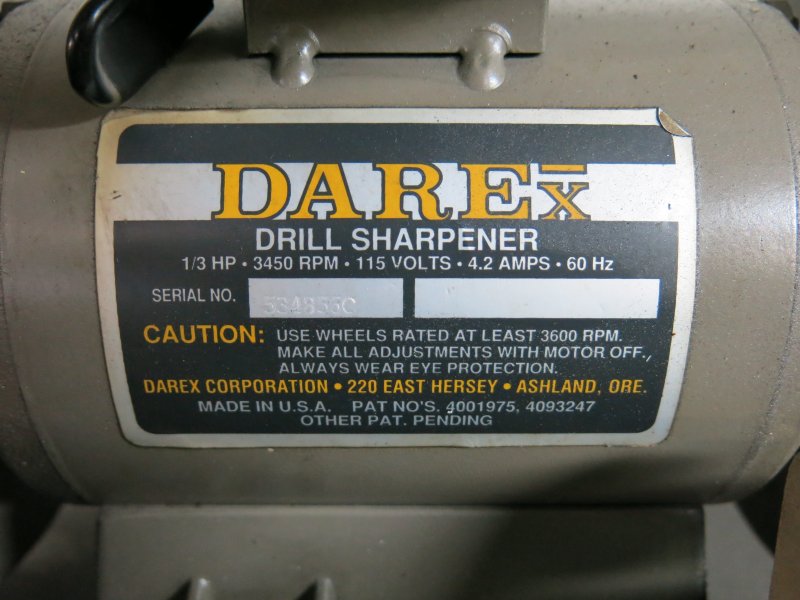 DAREX
DRILL SHARPENER
1/3 HP • 3450 RPM • 115 VOLTS • 4.2 AMPS • 60 Hz
SERIAL NO.
CAUTION: USE WHEELS RATED AT LEAST 3600 RPM.
MAKE ALL ADJUSTMENTS WITH MOTOR OFF.,
ALWAYS WEAR EYE PROTECTION.
DAREX CORPORATION • 220 EAST HERSEY • ASHLAND, ORE.
MADE IN U.S.A. PAT NO'S. 4001975, 4093247
OTHER PAT. PENDING